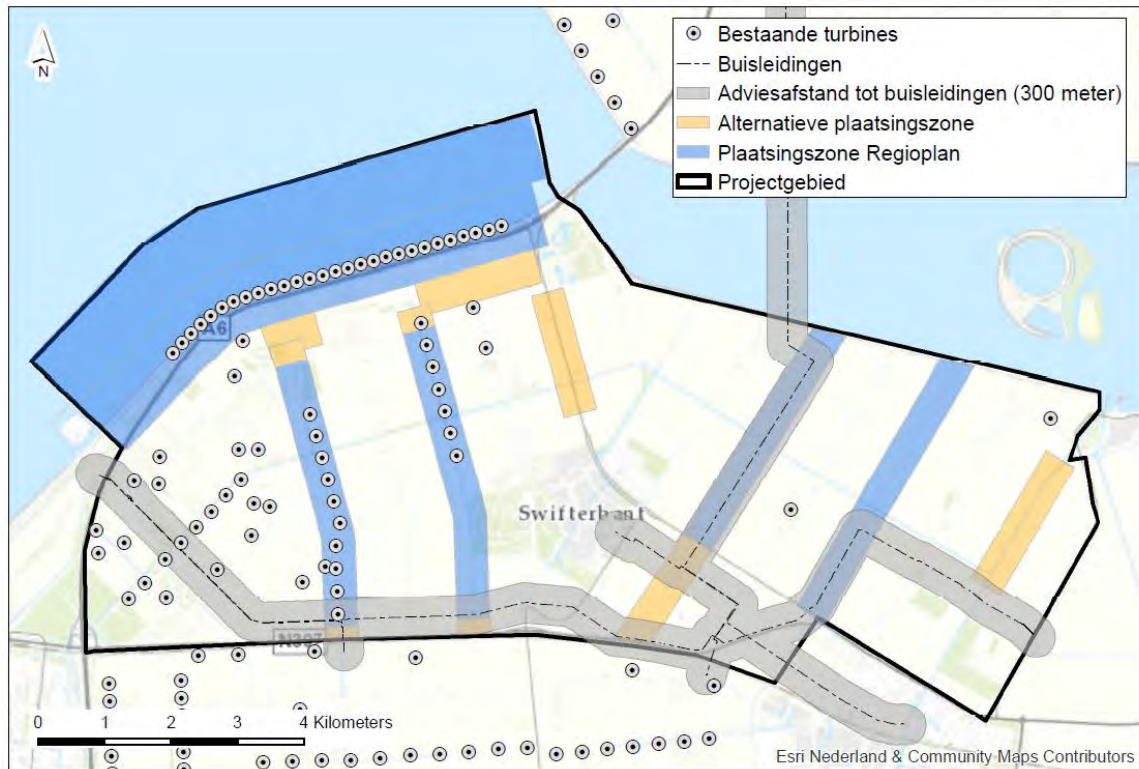 N
Bestaande turbines
Buisleidingen
Adviesafstand tot buisleidingen (300 meter)
Alternatieve plaatsingszone
Plaatsingszone Regioplan
Projectgebied
A6
Swifterbant
N307
0 1 2 3 4 Kilometers
Esri Nederland & Community Maps Contributors